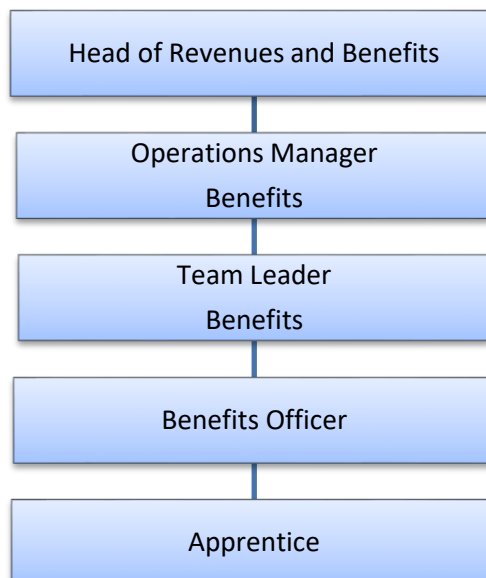 Head of Revenues and Benefits
Operations Manager
Benefits
Team Leader
Benefits
Benefits Officer
Apprentice